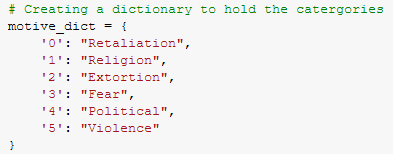 # Creating a dictionary to hold the catergories
motive_dict = {
    '0': "Retaliation",
    '1': "Religion",
    '2': "Extortion",
    '3': "Fear",
    '4': "Political",
    '5': "Violence"
}